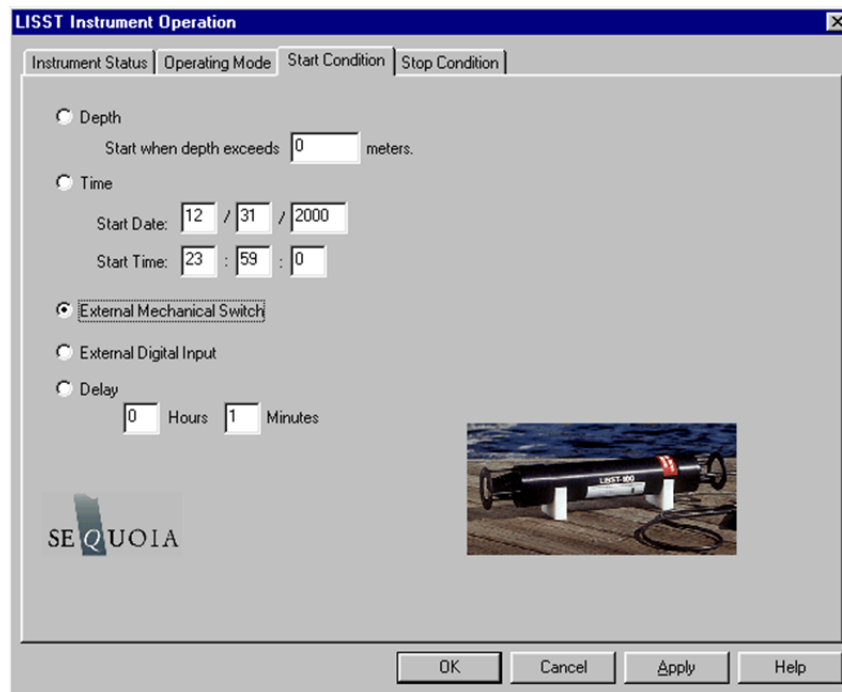 LISST Instrument Operation
Instrument Status Operating Mode Start Condition Stop Condition
Depth
Start when depth exceeds 0 meters.
Time
Start Date: 12 / 31 / 2000
Start Time: 23 : 59 : 0
External Mechanical Switch
External Digital Input
Delay
0 Hours 1 Minutes
LISST-100
SEQUOIA
OK Cancel Apply Help